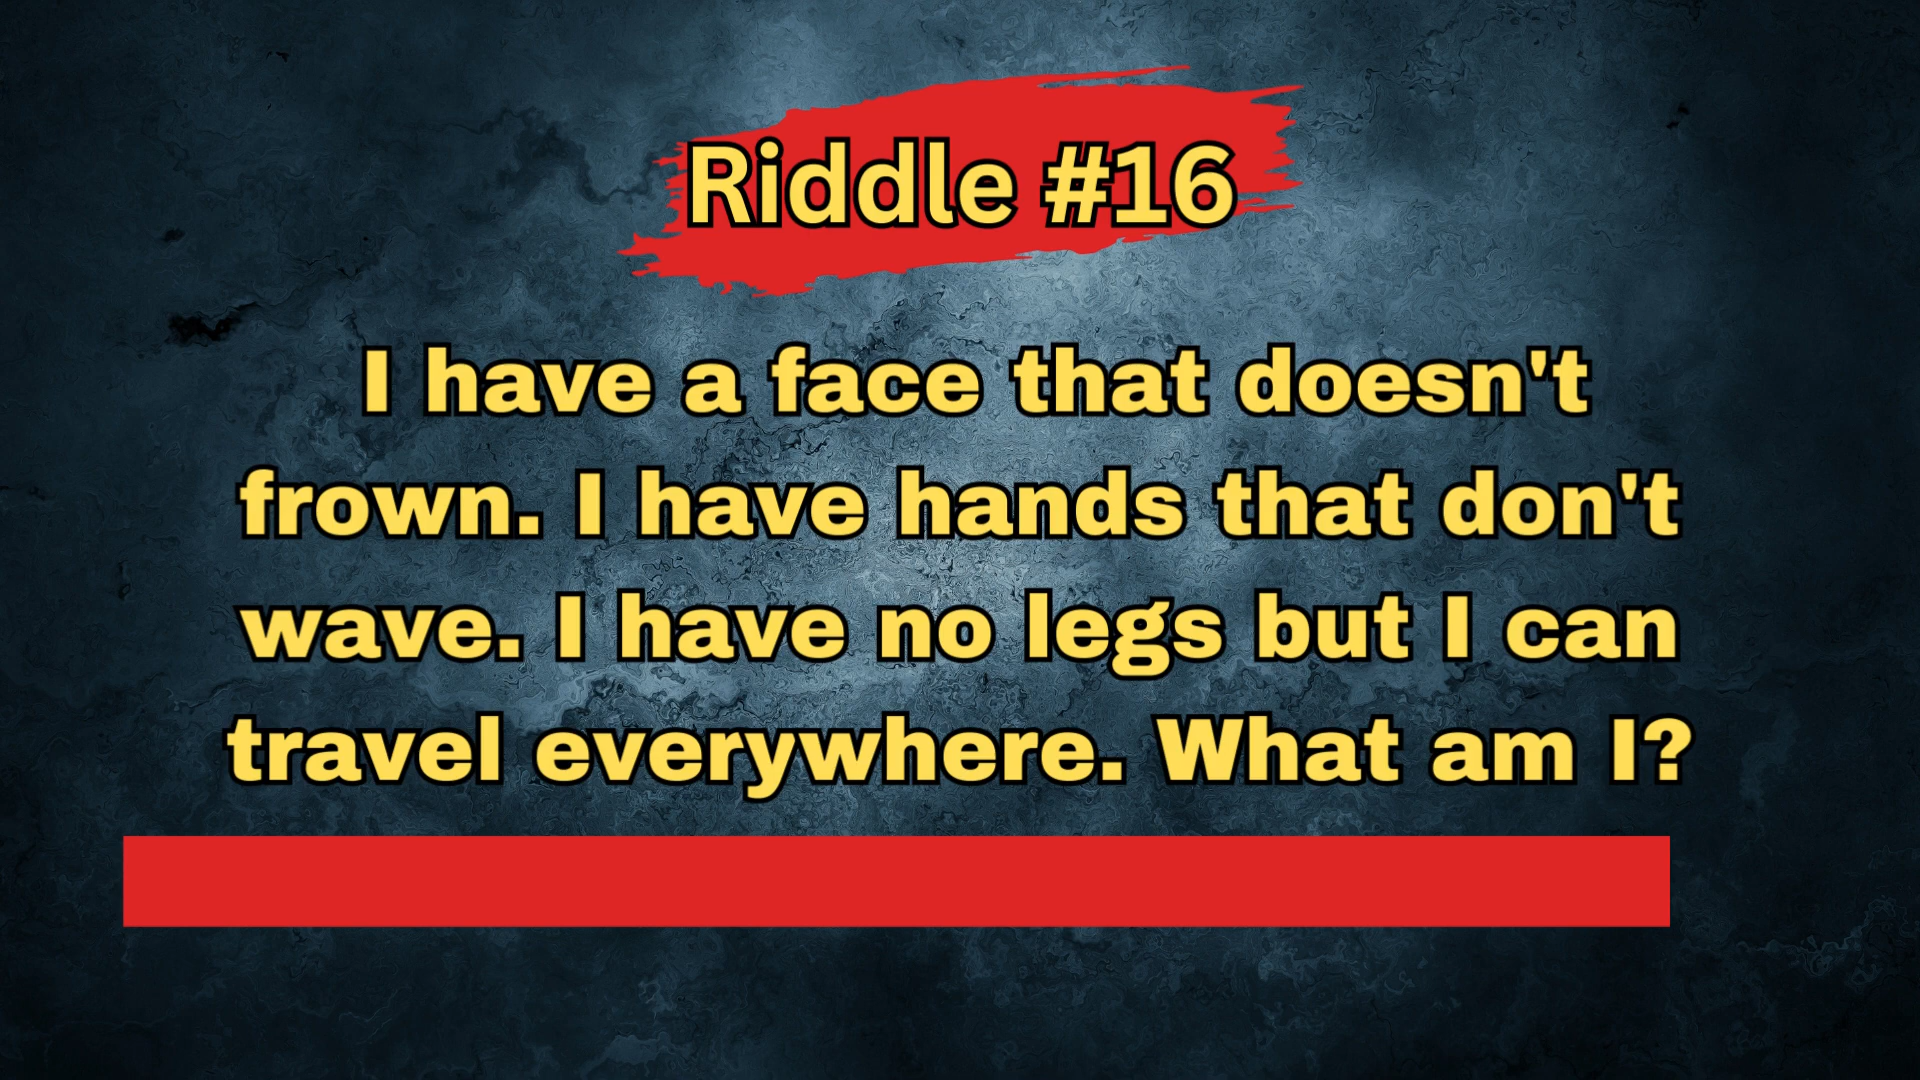 Riddle #16
I have a face that doesn't
frown. I have hands that don't
wave. I have no legs but I can
travel everywhere. What am I?